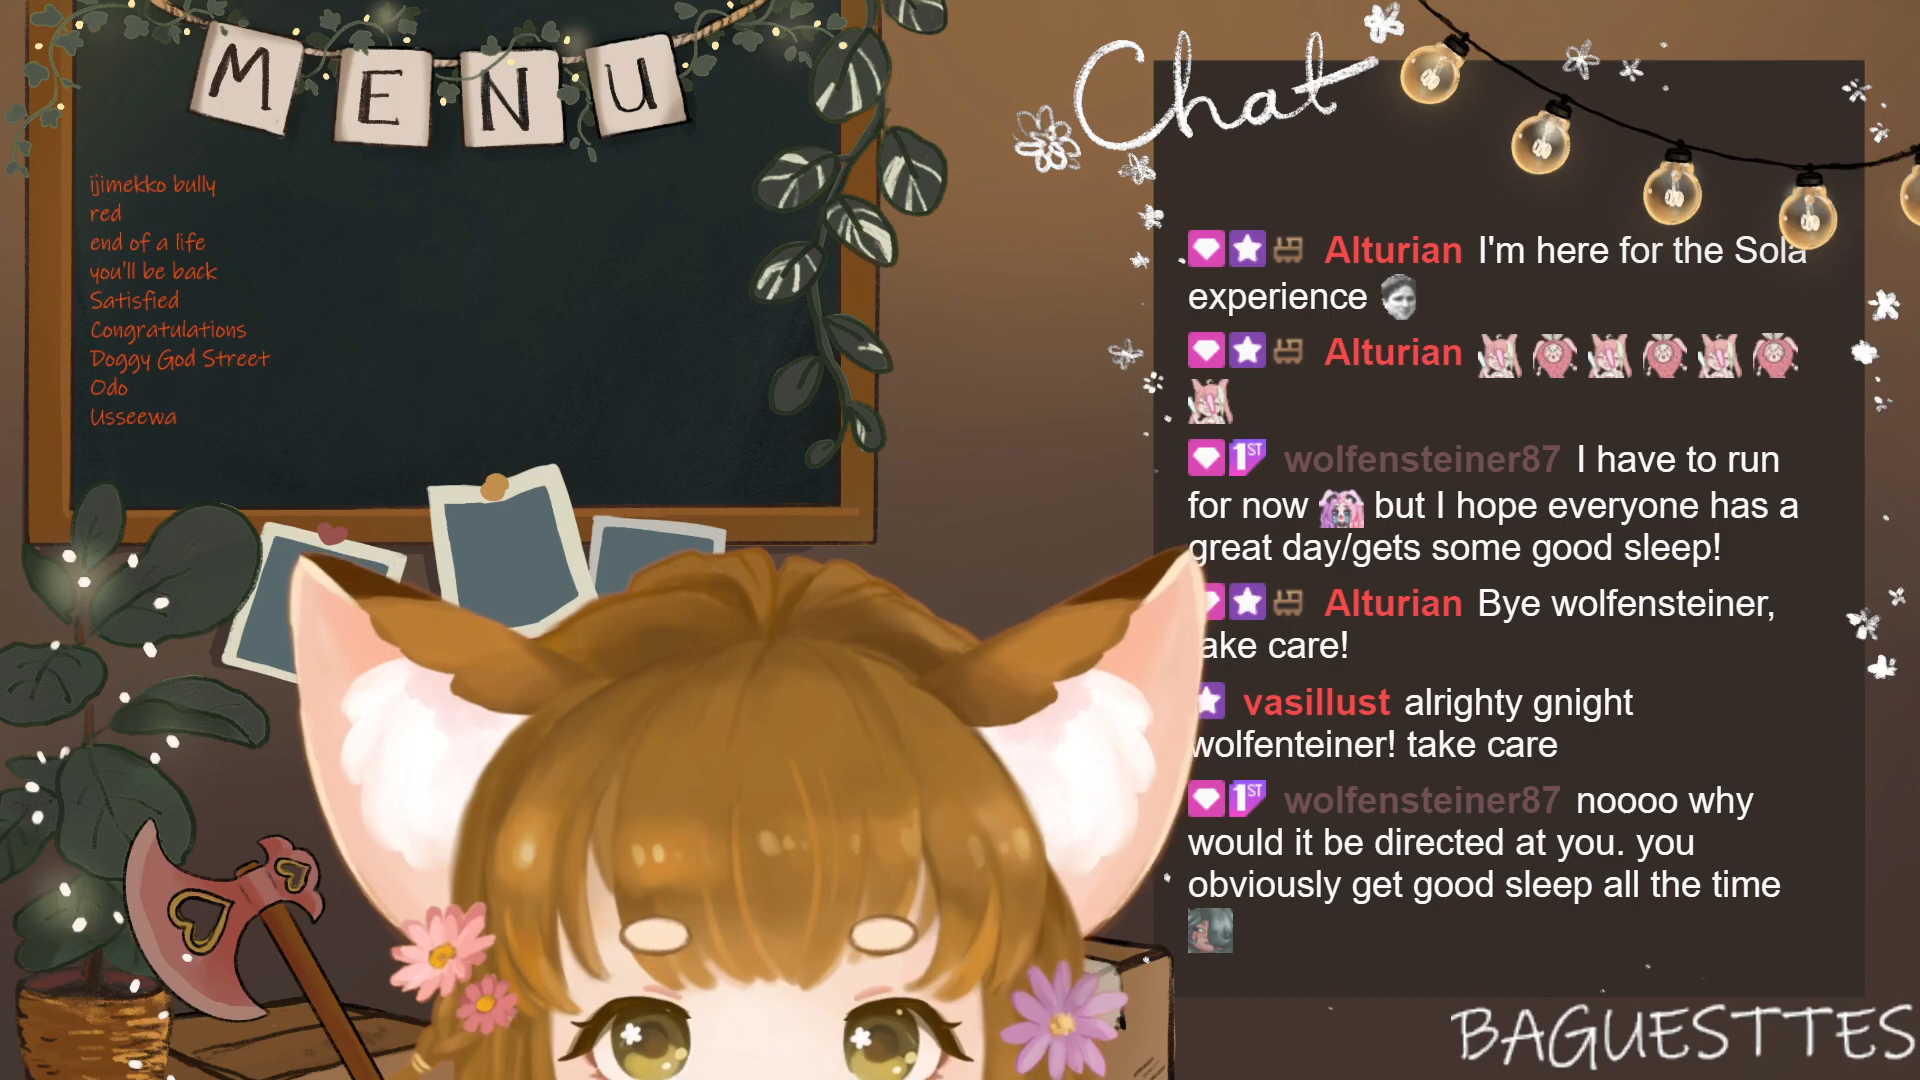 MENU
ijimekko bully
red
end of a life
you'll be back
Satisfied
Congratulations
Doggy God Street
Odo
Usseewa
Chat
Alturian I'm here for the Sola
experience
Alturian
1ST wolfensteiner87 I have to run
for now but I hope everyone has a
great day/gets some good sleep!
Alturian Bye wolfensteiner,
ake care!
vasillust alrighty gnight
wolfenteiner! take care
1ST wolfensteiner87 noooo why
would it be directed at you. you
obviously get good sleep all the time
BAGUESTTES